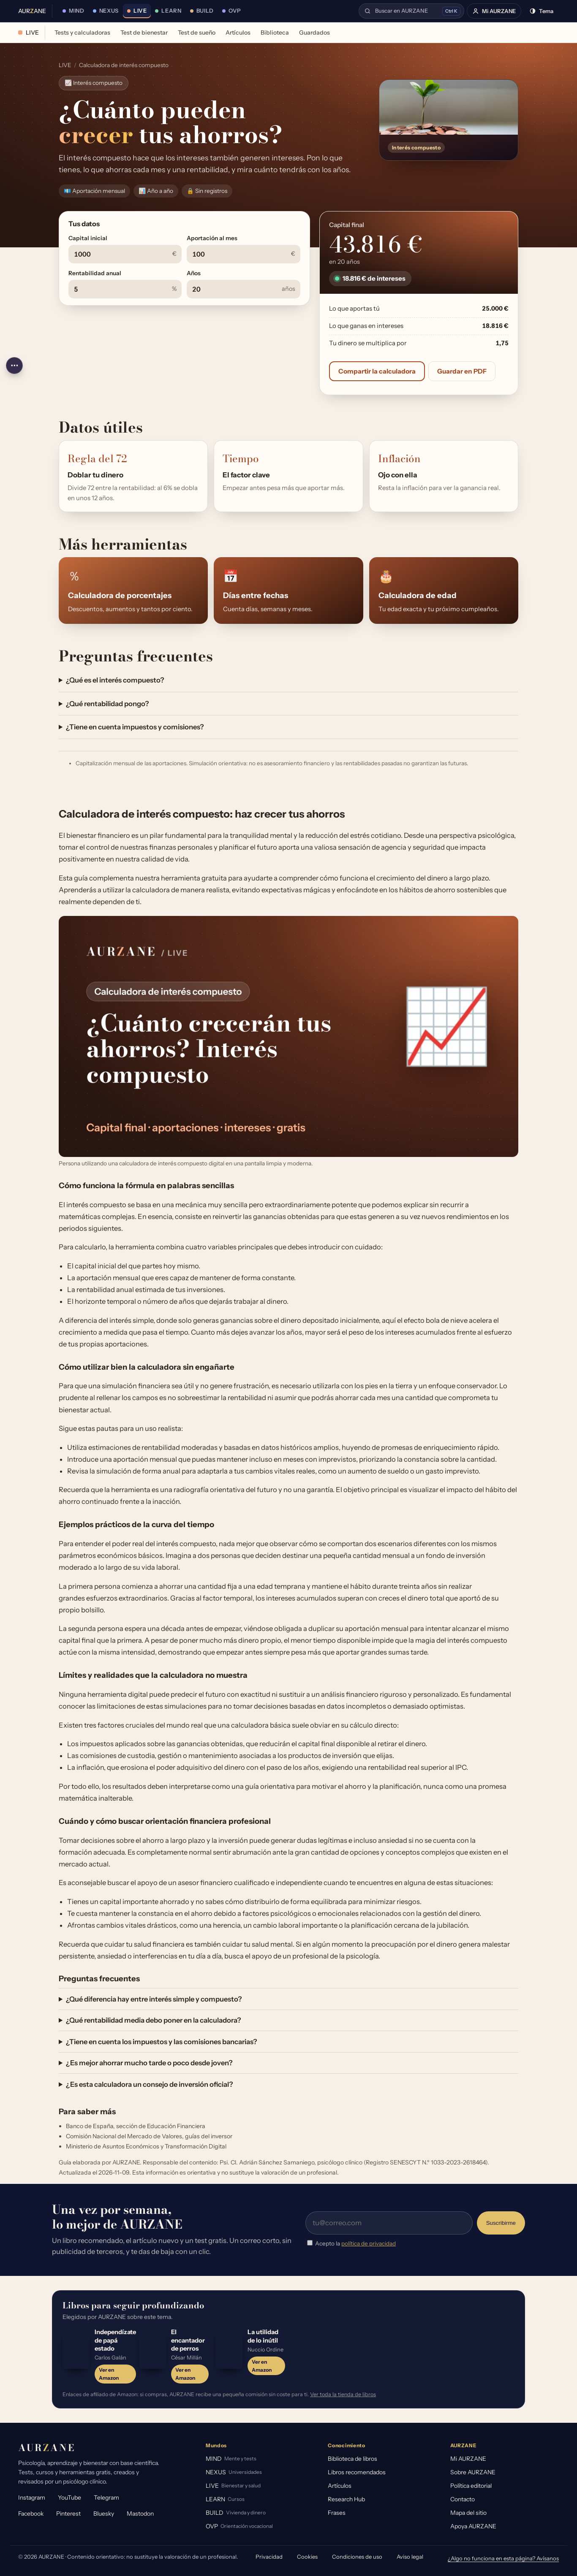 AURZANE MIND NEXUS LIVE LEARN BUILD OVP Buscar en AURZANE Ctrl K Mi AURZANE Tema
LIVE Tests y calculadoras Test de bienestar Test de sueño Artículos Biblioteca Guardados
LIVE / Calculadora de interés compuesto
Interés compuesto
¿Cuánto pueden
crecer tus ahorros?
El interés compuesto hace que los intereses también generen intereses. Pon lo que
tienes, lo que ahorras cada mes y una rentabilidad, y mira cuánto tendrás con los años.
Aportación mensual Año a año Sin registros
Interés compuesto
Tus datos
Capital inicial Aportación al mes
1000 € 100 €
Rentabilidad anual Años
5 % 20 años
Capital final
43.816 €
en 20 años
18.816 € de intereses
Lo que aportas tú 25.000 €
Lo que ganas en intereses 18.816 €
Tu dinero se multiplica por 1,75
Compartir la calculadora Guardar en PDF
Datos útiles
Regla del 72
Doblar tu dinero
Divide 72 entre la rentabilidad: al 6% se dobla
en unos 12 años.
Tiempo
El factor clave
Empezar antes pesa más que aportar más.
Inflación
Ojo con ella
Resta la inflación para ver la ganancia real.
Más herramientas
%
Calculadora de porcentajes
Descuentos, aumentos y tantos por ciento.
Días entre fechas
Cuenta días, semanas y meses.
Calculadora de edad
Tu edad exacta y tu próximo cumpleaños.
Preguntas frecuentes
¿Qué es el interés compuesto?
¿Qué rentabilidad pongo?
¿Tiene en cuenta impuestos y comisiones?
Capitalización mensual de las aportaciones. Simulación orientativa: no es asesoramiento financiero y las rentabilidades pasadas no garantizan las futuras.
Calculadora de interés compuesto: haz crecer tus ahorros
El bienestar financiero es un pilar fundamental para la tranquilidad mental y la reducción del estrés cotidiano. Desde una perspectiva psicológica,
tomar el control de nuestras finanzas personales y planificar el futuro aporta una valiosa sensación de agencia y seguridad que impacta
positivamente en nuestra calidad de vida.
Esta guía complementa nuestra herramienta gratuita para ayudarte a comprender cómo funciona el crecimiento del dinero a largo plazo.
Aprenderás a utilizar la calculadora de manera realista, evitando expectativas mágicas y enfocándonos en los hábitos de ahorro sostenibles que
realmente dependen de ti.
AURZANE / LIVE
Calculadora de interés compuesto
¿Cuánto crecerán tus
ahorros? Interés
compuesto
Capital final · aportaciones · intereses · gratis
Persona utilizando una calculadora de interés compuesto digital en una pantalla limpia y moderna.
Cómo funciona la fórmula en palabras sencillas
El interés compuesto se basa en una mecánica muy sencilla pero extraordinariamente potente que podemos explicar sin recurrir a
matemáticas complejas. En esencia, consiste en reinvertir las ganancias obtenidas para que estas generen a su vez nuevos rendimientos en los
periodos siguientes.
Para calcularlo, la herramienta combina cuatro variables principales que debes introducir con cuidado:
El capital inicial del que partes hoy mismo.
La aportación mensual que eres capaz de mantener de forma constante.
La rentabilidad anual estimada de tus inversiones.
El horizonte temporal o número de años que dejarás trabajar al dinero.
A diferencia del interés simple, donde solo generas ganancias sobre el dinero depositado inicialmente, aquí el efecto bola de nieve acelera el
crecimiento a medida que pasa el tiempo. Cuanto más dejes avanzar los años, mayor será el peso de los intereses acumulados frente al esfuerzo
de tus propias aportaciones.
Cómo utilizar bien la calculadora sin engañarte
Para que una simulación financiera sea útil y no genere frustración, es necesario utilizarla con los pies en la tierra y un enfoque conservador. Lo
prudente al rellenar los campos es no sobrestimar la rentabilidad ni asumir que podrás ahorrar cada mes una cantidad que comprometa tu
bienestar actual.
Sigue estas pautas para un uso realista:
Utiliza estimaciones de rentabilidad moderadas y basadas en datos históricos amplios, huyendo de promesas de enriquecimiento rápido.
Introduce una aportación mensual que puedas mantener incluso en meses con imprevistos, priorizando la constancia sobre la cantidad.
Revisa la simulación de forma anual para adaptarla a tus cambios vitales reales, como un aumento de sueldo o un gasto imprevisto.
Recuerda que la herramienta es una radiografía orientativa del futuro y no una garantía. El objetivo principal es visualizar el impacto del hábito del
ahorro continuado frente a la inacción.
Ejemplos prácticos de la curva del tiempo
Para entender el poder real del interés compuesto, nada mejor que observar cómo se comportan dos escenarios diferentes con los mismos
parámetros económicos básicos. Imagina a dos personas que deciden destinar una pequeña cantidad mensual a un fondo de inversión
moderado a lo largo de su vida laboral.
La primera persona comienza a ahorrar una cantidad fija a una edad temprana y mantiene el hábito durante treinta años sin realizar
grandes esfuerzos extraordinarios. Gracias al factor temporal, los intereses acumulados superan con creces el dinero total que aportó de su
propio bolsillo.
La segunda persona espera una década antes de empezar, viéndose obligada a duplicar su aportación mensual para intentar alcanzar el mismo
capital final que la primera. A pesar de poner mucho más dinero propio, el menor tiempo disponible impide que la magia del interés compuesto
actúe con la misma intensidad, demostrando que empezar antes siempre pesa más que aportar grandes sumas tarde.
Límites y realidades que la calculadora no muestra
Ninguna herramienta digital puede predecir el futuro con exactitud ni sustituir a un análisis financiero riguroso y personalizado. Es fundamental
conocer las limitaciones de estas simulaciones para no tomar decisiones basadas en datos incompletos o demasiado optimistas.
Existen tres factores cruciales del mundo real que una calculadora básica suele obviar en su cálculo directo:
Los impuestos aplicados sobre las ganancias obtenidas, que reducirán el capital final disponible al retirar el dinero.
Las comisiones de custodia, gestión o mantenimiento asociadas a los productos de inversión que elijas.
La inflación, que erosiona el poder adquisitivo del dinero con el paso de los años, exigiendo una rentabilidad real superior al IPC.
Por todo ello, los resultados deben interpretarse como una guía orientativa para motivar el ahorro y la planificación, nunca como una promesa
matemática inalterable.
Cuándo y cómo buscar orientación financiera profesional
Tomar decisiones sobre el ahorro a largo plazo y la inversión puede generar dudas legítimas e incluso ansiedad si no se cuenta con la formación
adecuada. Es completamente normal sentir abrumación ante la gran cantidad de opciones y conceptos complejos que existen en el
mercado actual.
Es aconsejable buscar el apoyo de un asesor financiero cualificado e independiente cuando te encuentres en alguna de estas situaciones:
Tienes un capital importante ahorrado y no sabes cómo distribuirlo de forma equilibrada para minimizar riesgos.
Te cuesta mantener la constancia en el ahorro debido a factores psicológicos o emocionales relacionados con la gestión del dinero.
Afrontas cambios vitales drásticos, como una herencia, un cambio laboral importante o la planificación cercana de la jubilación.
Recuerda que cuidar tu salud financiera es también cuidar tu salud mental. Si en algún momento la preocupación por el dinero genera malestar
persistente, ansiedad o interferencias en tu día a día, busca el apoyo de un profesional de la psicología.
Preguntas frecuentes
¿Qué diferencia hay entre interés simple y compuesto?
¿Qué rentabilidad media debo poner en la calculadora?
¿Tiene en cuenta los impuestos y las comisiones bancarias?
¿Es mejor ahorrar mucho tarde o poco desde joven?
¿Es esta calculadora un consejo de inversión oficial?
Para saber más
Banco de España, sección de Educación Financiera
Comisión Nacional del Mercado de Valores, guías del inversor
Ministerio de Asuntos Económicos y Transformación Digital
Guía elaborada por AURZANE. Responsable del contenido: Psi. Cl. Adrián Sánchez Samaniego, psicólogo clínico (Registro SENESCYT N.º 1033-2023-2618464).
Actualizada el 2026-11-09. Esta información es orientativa y no sustituye la valoración de un profesional.
Una vez por semana,
lo mejor de AURZANE
Un libro recomendado, el artículo nuevo y un test gratis. Un correo corto, sin
publicidad de terceros, y te das de baja con un clic.
tu@correo.com Suscribirme
Acepto la política de privacidad
Libros para seguir profundizando
Elegidos por AURZANE sobre este tema.
Independízate
de papá
estado
Carlos Galán
Ver en
Amazon
El
encantador
de perros
César Millán
Ver en
Amazon
La utilidad
de lo inútil
Nuccio Ordine
Ver en
Amazon
Enlaces de afiliado de Amazon: si compras, AURZANE recibe una pequeña comisión sin coste para ti. Ver toda la tienda de libros
AURZANE
Psicología, aprendizaje y bienestar con base científica.
Tests, cursos y herramientas gratis, creados y
revisados por un psicólogo clínico.
Instagram YouTube Telegram
Facebook Pinterest Bluesky Mastodon
Mundos
MIND Mente y tests
NEXUS Universidades
LIVE Bienestar y salud
LEARN Cursos
BUILD Vivienda y dinero
OVP Orientación vocacional
Conocimiento
Biblioteca de libros
Libros recomendados
Artículos
Research Hub
Frases
AURZANE
Mi AURZANE
Sobre AURZANE
Política editorial
Contacto
Mapa del sitio
Apoya AURZANE
© 2026 AURZANE · Contenido orientativo: no sustituye la valoración de un profesional. Privacidad Cookies Condiciones de uso Aviso legal ¿Algo no funciona en esta página? Avísanos